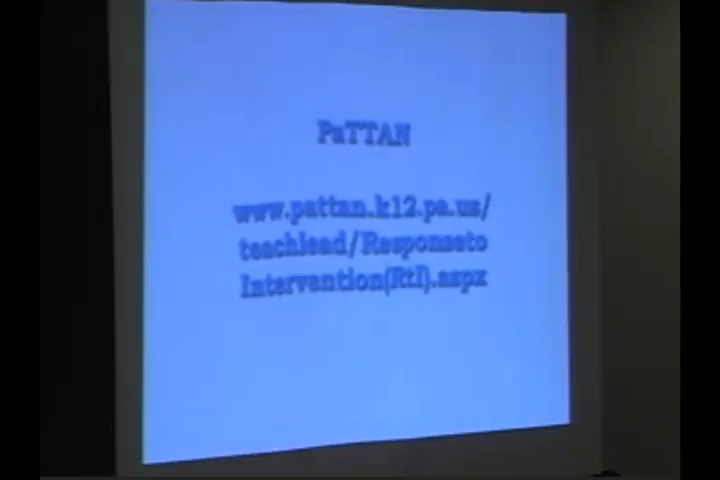 PaTTAN
www.pattan.k12.pa.us/
teachlead/Responseto
Intervention(RtI).aspx